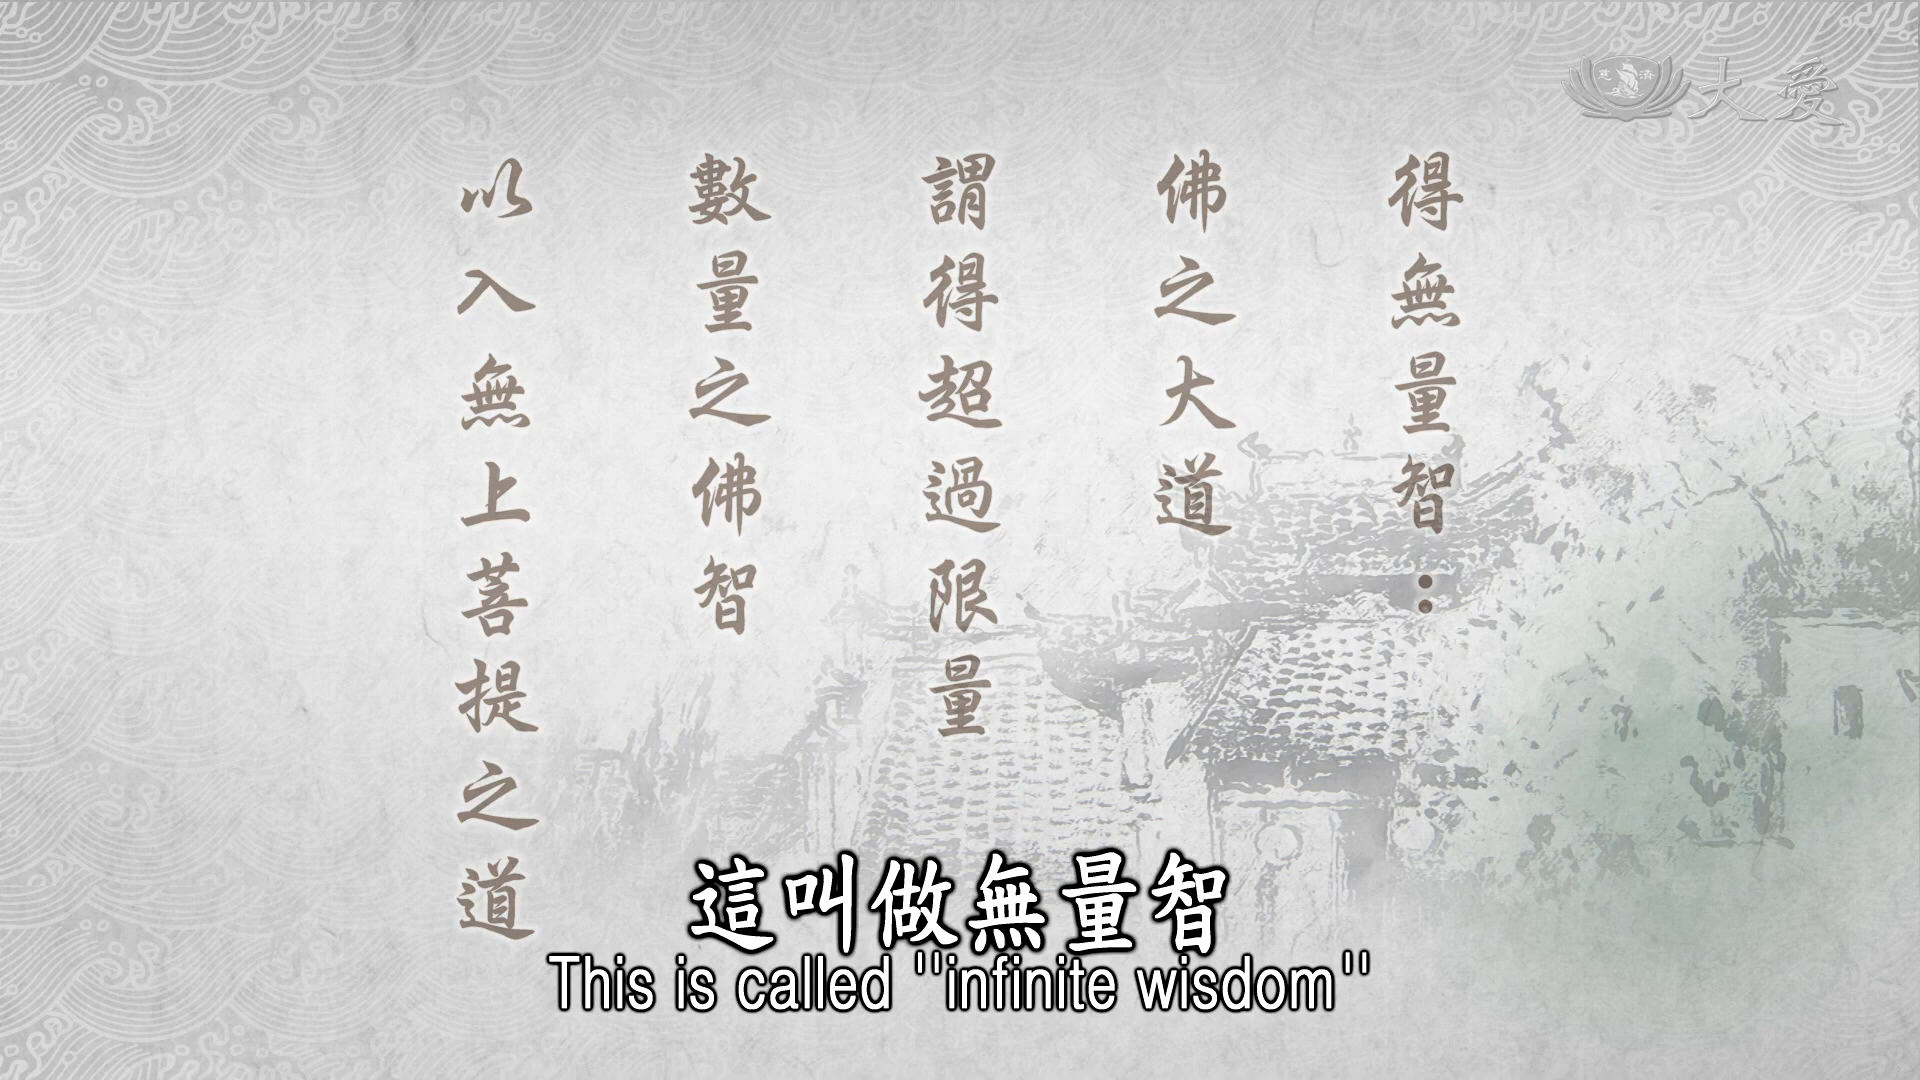 大愛
慈濟
得無量智：
佛之大道
謂得超過限量
數量之佛智
以入無上菩提之道
這叫做無量智
This is called "infinite wisdom"